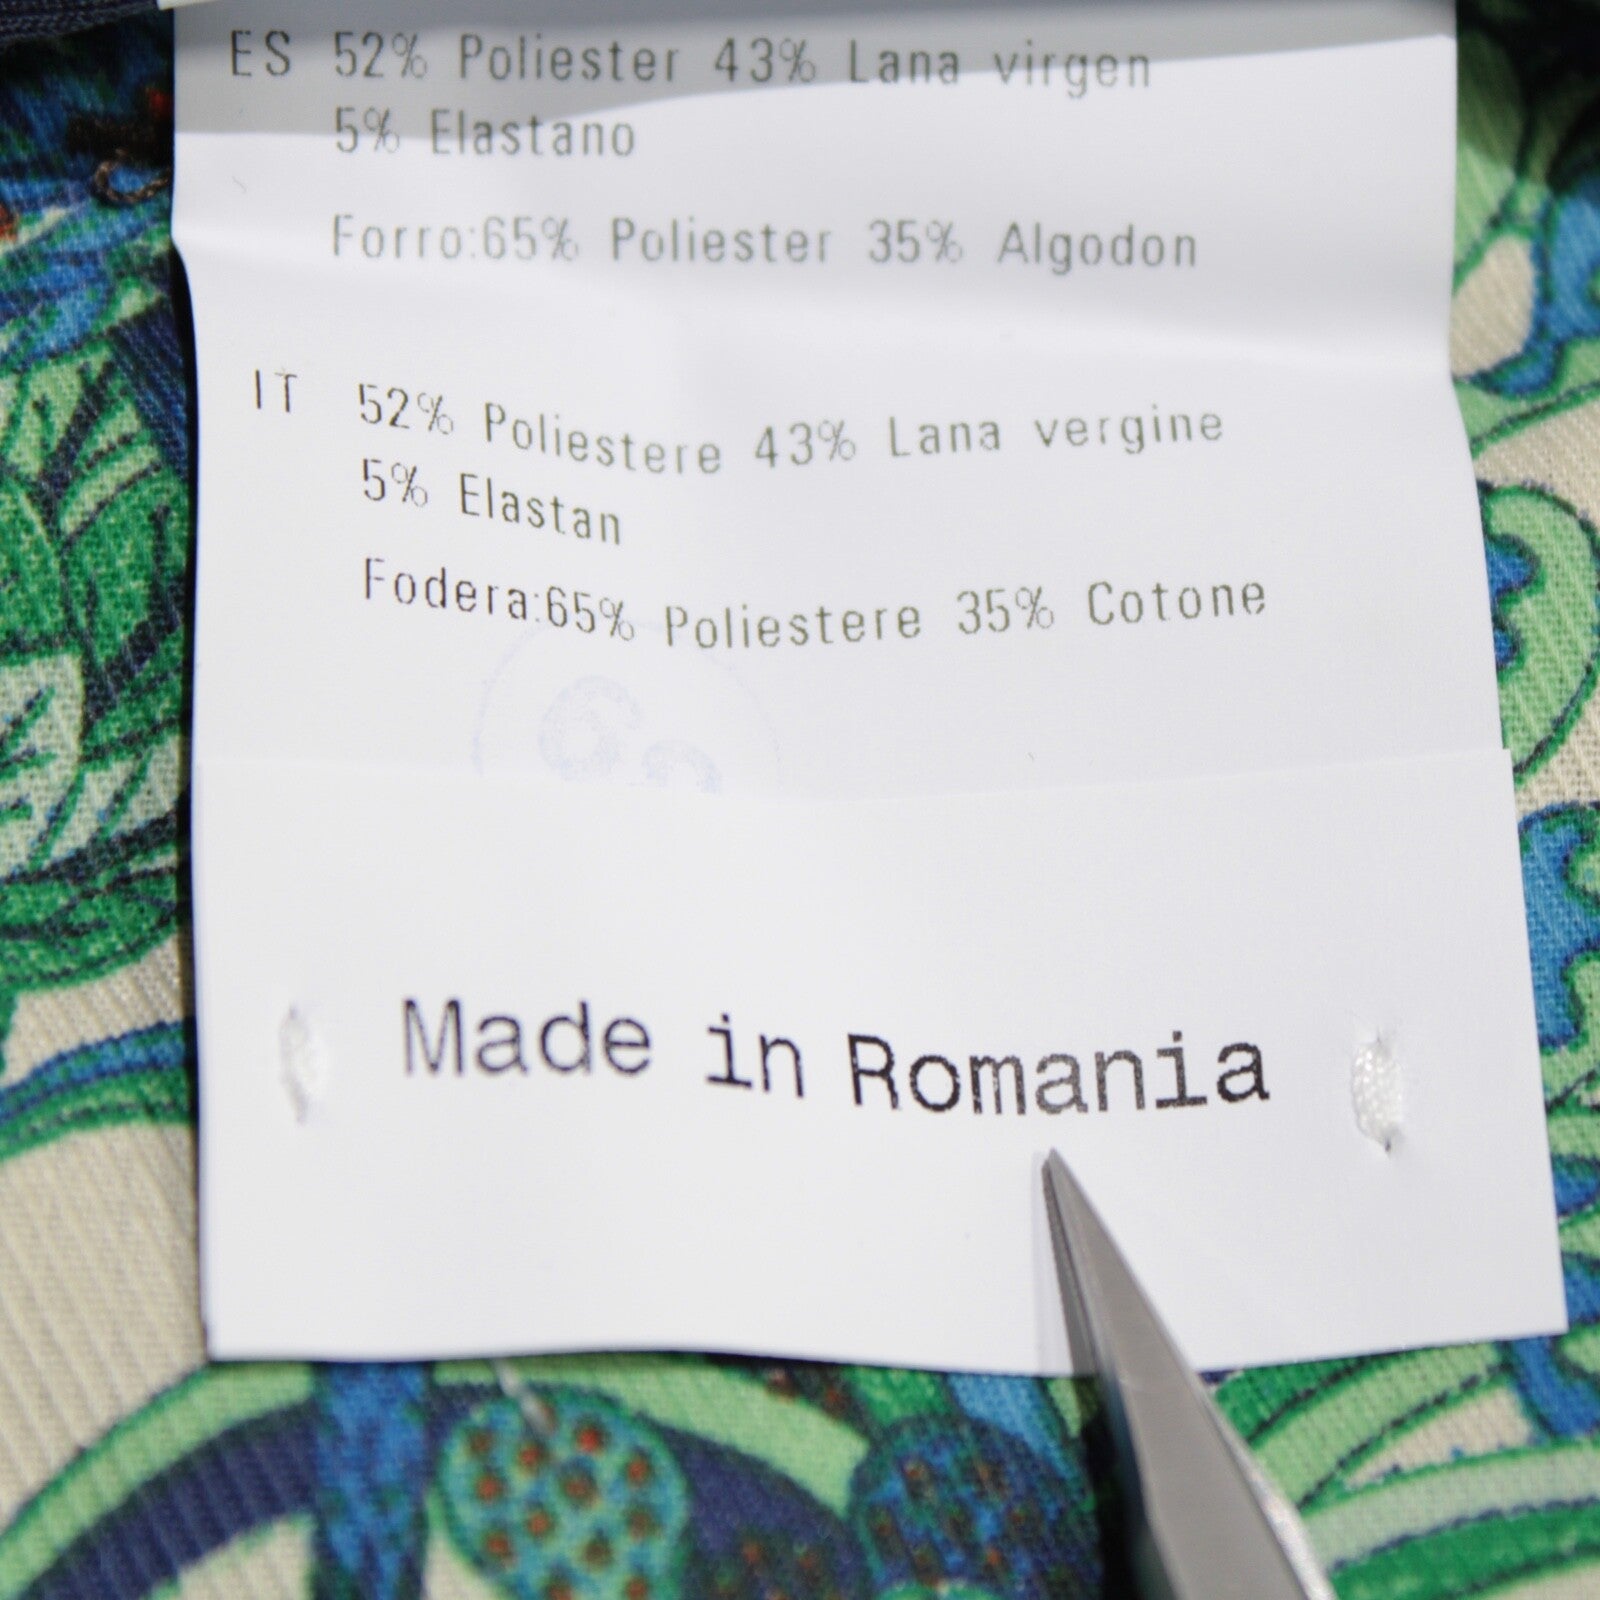 ES 52% Poliester 43% Lana virgen
5% Elastano
Forro:65% Poliester 35% Algodon
IT 52% Poliestere 43% Lana vergine
5% Elastan
Fodera:65% Poliestere 35% Cotone
Made in Romania